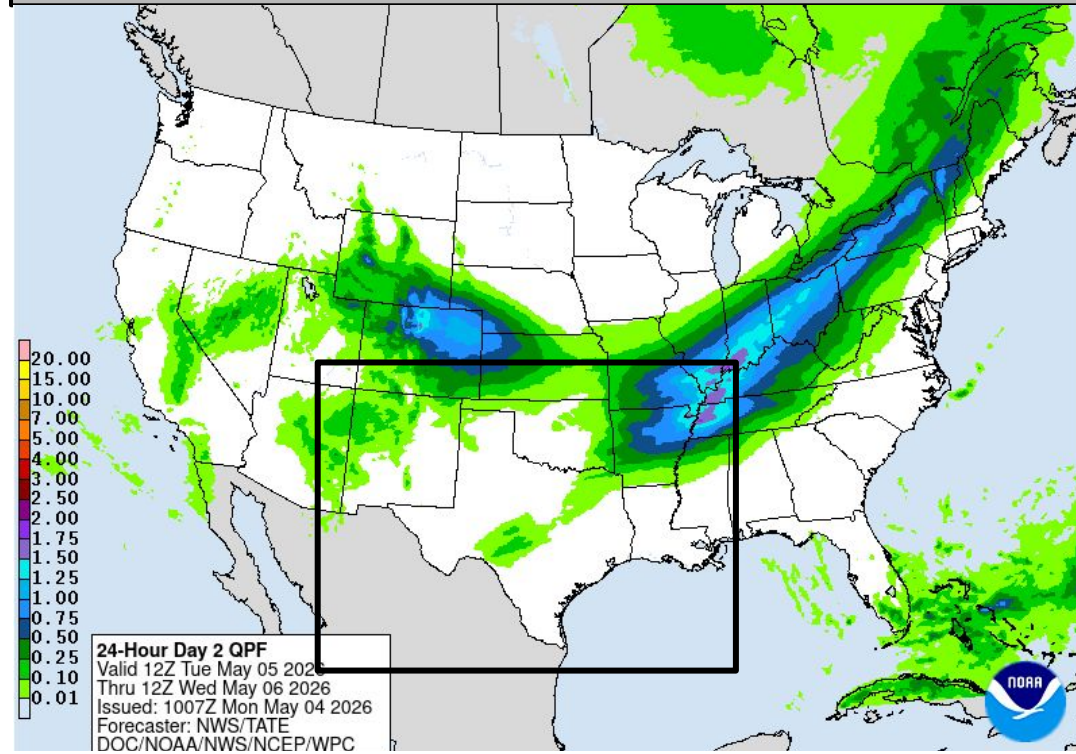 20.00
15.00
10.00
7.00
5.00
4.00
3.00
2.50
2.00
1.75
1.50
1.25
1.00
0.75
0.50
0.25
0.10
0.01
24-Hour Day 2 QPF
Valid 12Z Tue May 05 2026
Thru 12Z Wed May 06 2026
Issued: 1007Z Mon May 04 2026
Forecaster: NWS/TATE
DOC/NOAA/NWS/NCEP/WPC
NOAA